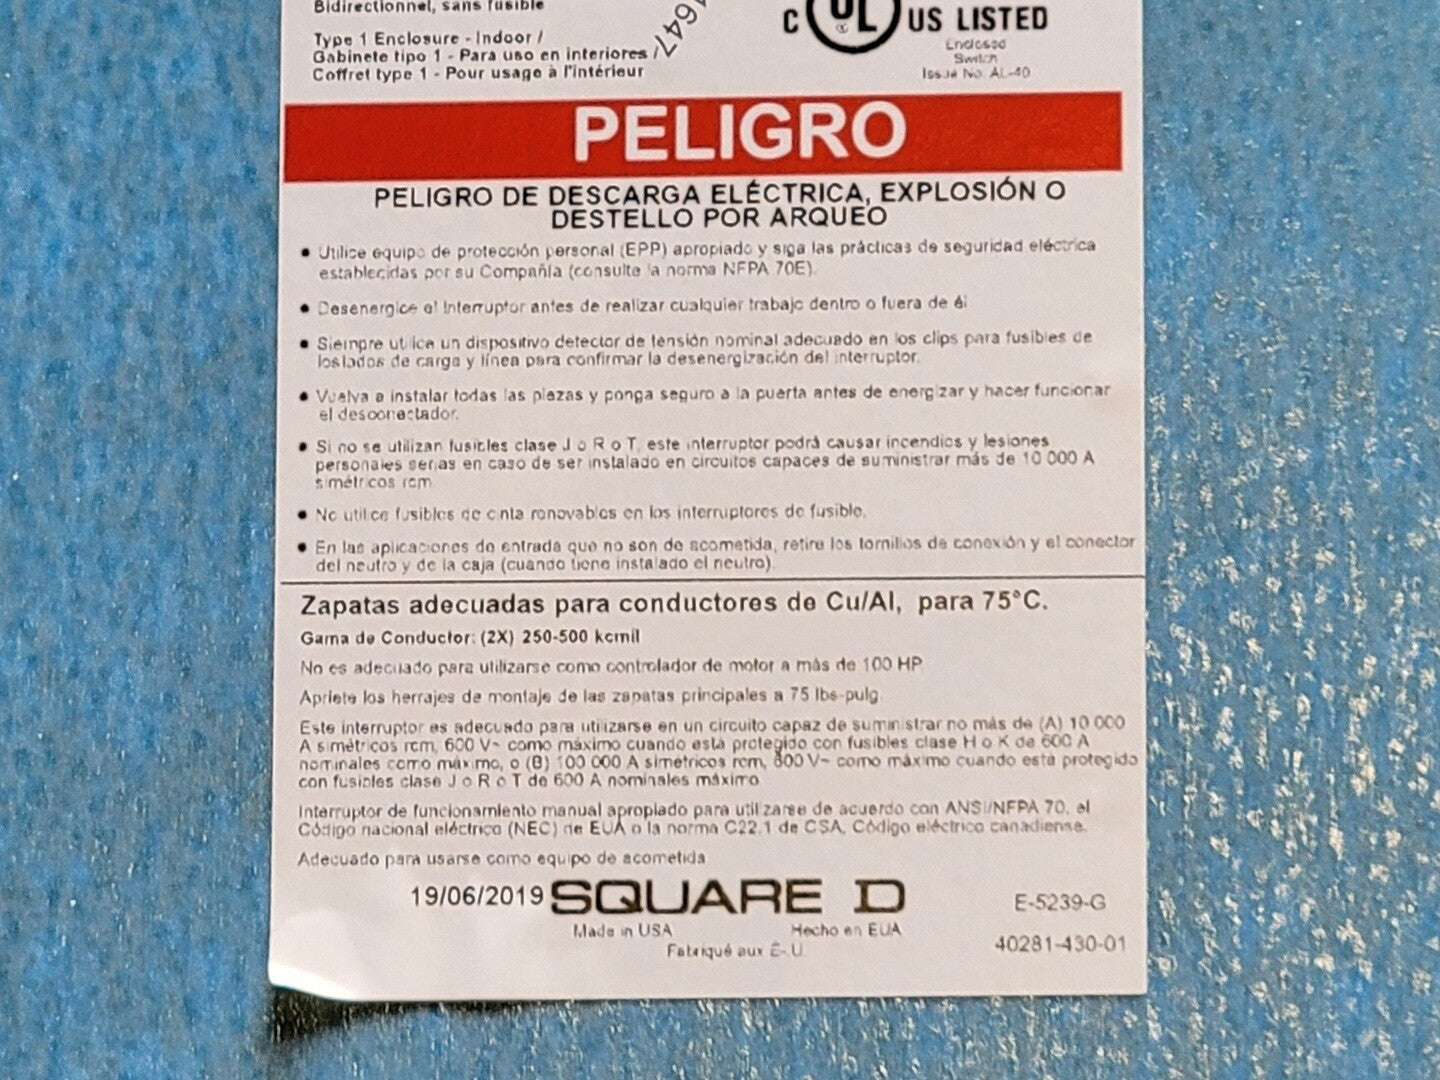 Bidirectionnel, sans fusible
Type 1 Enclosure - Indoor /
Gabinete tipo 1 - Para uso en interiores /
Coffret type 1 - Pour usage à l'intérieur
1647
C UL US LISTED
Enclosed
Switch
Issue No. AL-40
PELIGRO
PELIGRO DE DESCARGA ELÉCTRICA, EXPLOSIÓN O
DESTELLO POR ARQUEO
• Utilice equipo de protección personal (EPP) apropiado y siga las prácticas de seguridad eléctrica
establecidas por su Compañía (consulte la norma NFPA 70E).
• Desenergice el interruptor antes de realizar cualquier trabajo dentro o fuera de él
• Siempre utilice un dispositivo detector de tensión nominal adecuado en los clips para fusibles de
loslados de carga y línea para confirmar la desenergización del interruptor.
• Vuelva a instalar todas las piezas y ponga seguro a la puerta antes de energizar y hacer funcionar
el desconectador.
• Si no se utilizan fusibles clase J o R o T, este interruptor podrá causar incendios y lesiones
personales serias en caso de ser instalado en circuitos capaces de suministrar más de 10 000 A
simétricos rcm
• No utilice fusibles de cinta renovables en los interruptores de fusible.
• En las aplicaciones de entrada que no son de acometida, retire los tornillos de conexión y el conector
del neutro y de la caja (cuando tiene instalado el neutro)
Zapatas adecuadas para conductores de Cu/Al, para 75°C.
Gama de Conductor: (2X) 250-500 kcmil
No es adecuado para utilizarse como controlador de motor a más de 100 HP
Apriete los herrajes de montaje de las zapatas principales a 75 lbs-pulg.
Este interruptor es adecuado para utilizarse en un circuito capaz de suministrar no más de (A) 10 000
A simétricos rcm, 600 V~ como máximo cuando está protegido con fusibles clase H o K de 600 A
nominales como máximo, o (B) 100 000 A simétricos rcm, 600 V~ como máximo cuando está protegido
con fusibles clase J o R o T de 600 A nominales máximo
Interruptor de funcionamiento manual apropiado para utilizarse de acuerdo con ANSI/NFPA 70, el
Código nacional eléctrico (NEC) de EUA o la norma C22.1 de CSA, Código eléctrico canadiense.
Adecuado para usarse como equipo de acometida
19/06/2019 SQUARE D E-5239-G
Made in USA Hecho en EUA
Fabriqué aux É.-U. 40281-430-01